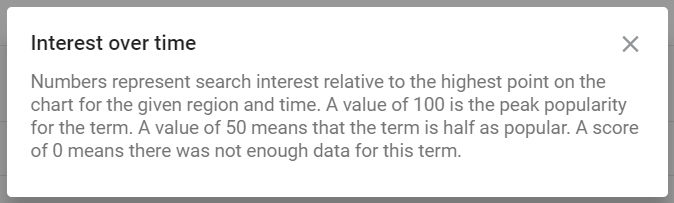 Interest over time
Numbers represent search interest relative to the highest point on the
chart for the given region and time. A value of 100 is the peak popularity
for the term. A value of 50 means that the term is half as popular. A score
of 0 means there was not enough data for this term.